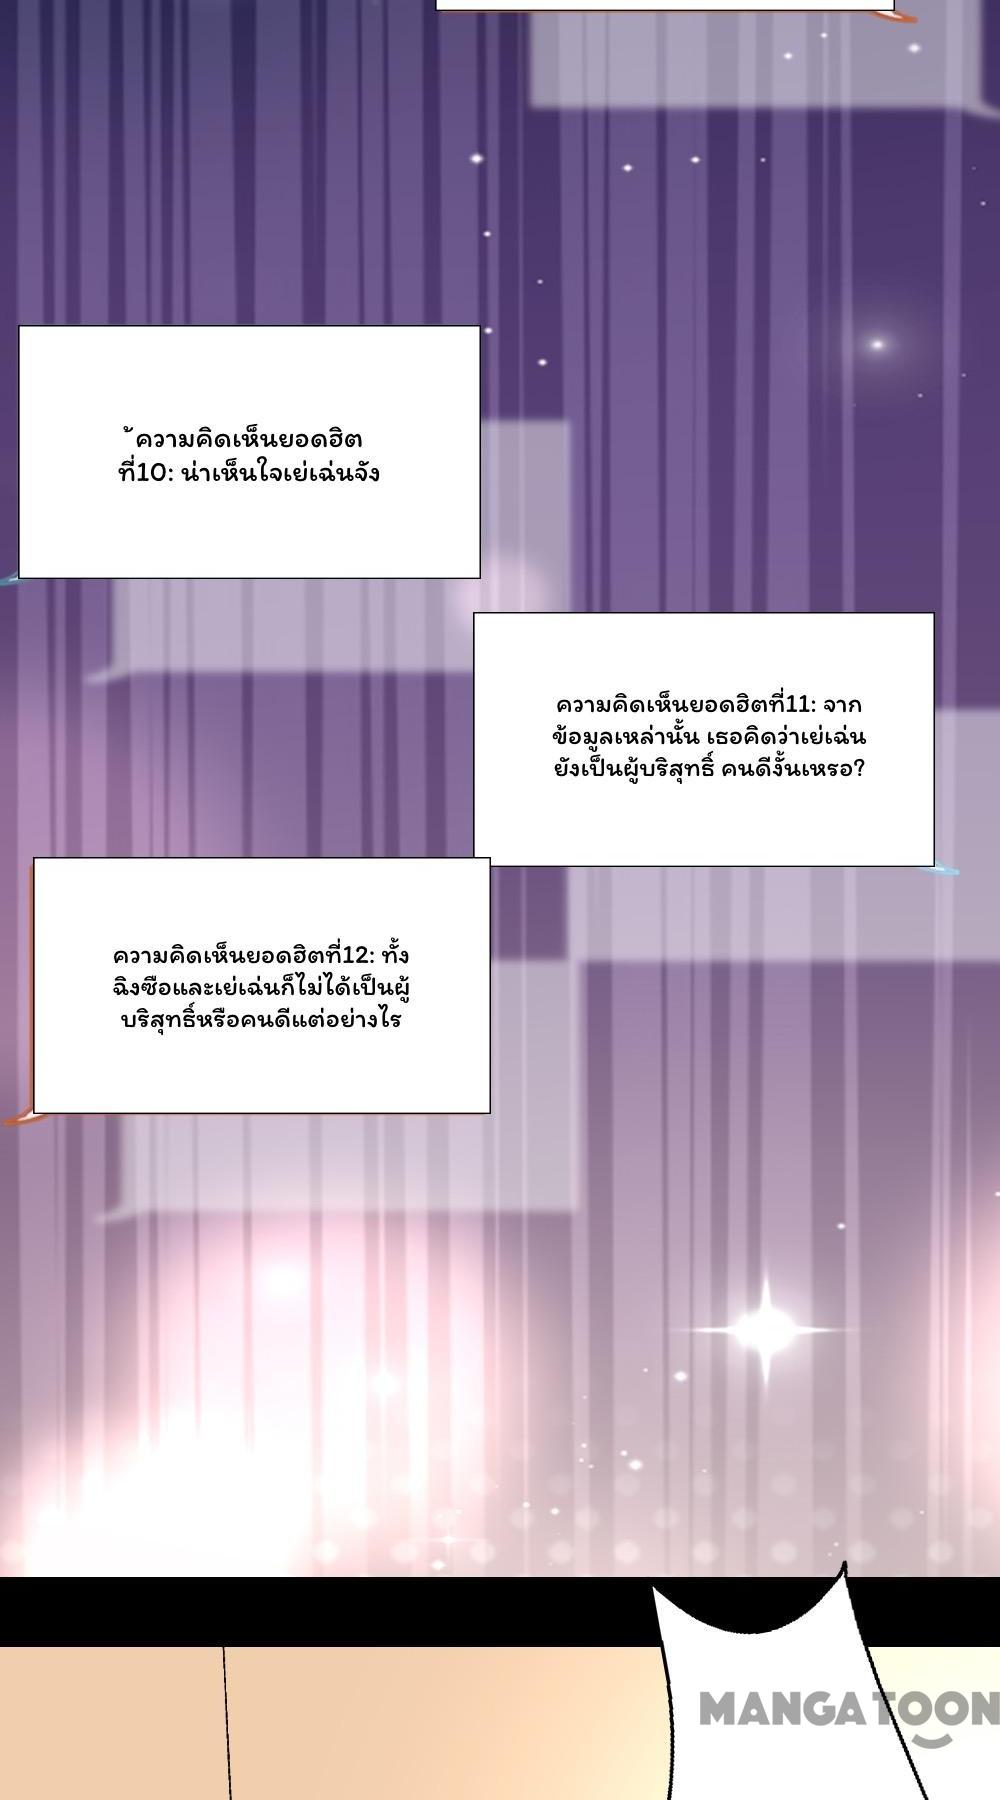 ความคิดเห็นยอดฮิต
ที่10: น่าเห็นใจเย่เฉ่นจัง
ความคิดเห็นยอดฮิตที่11: จาก
ข้อมูลเหล่านั้น เธอคิดว่าเย่เฉ่น
ยังเป็นผู้บริสุทธิ์ คนดีงั้นเหรอ?
ความคิดเห็นยอดฮิตที่12: ทั้ง
ฉิงซือและเย่เฉ่นก็ไม่ได้เป็นผู้
บริสุทธิ์หรือคนดีแต่อย่างไร
MANGATOON